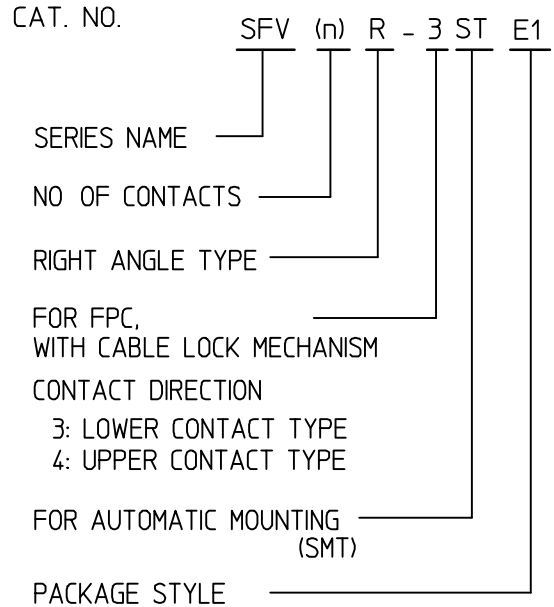 CAT. NO.
SFV (n) R - 3 ST E1
SERIES NAME
NO OF CONTACTS
RIGHT ANGLE TYPE
FOR FPC,
WITH CABLE LOCK MECHANISM
CONTACT DIRECTION
3: LOWER CONTACT TYPE
4: UPPER CONTACT TYPE
FOR AUTOMATIC MOUNTING
(SMT)
PACKAGE STYLE